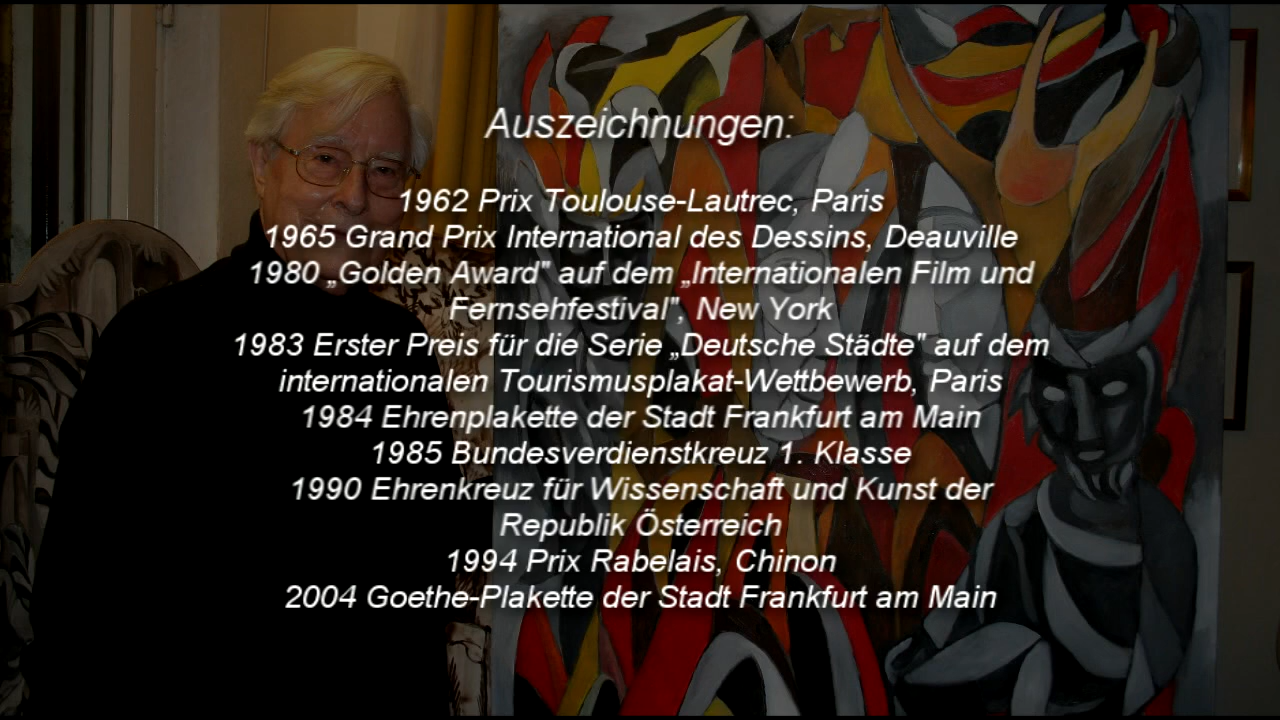 Auszeichnungen:
1962 Prix Toulouse-Lautrec, Paris
1965 Grand Prix International des Dessins, Deauville
1980 „Golden Award" auf dem „Internationalen Film und
Fernsehfestival", New York
1983 Erster Preis für die Serie „Deutsche Städte" auf dem
internationalen Tourismusplakat-Wettbewerb, Paris
1984 Ehrenplakette der Stadt Frankfurt am Main
1985 Bundesverdienstkreuz 1. Klasse
1990 Ehrenkreuz für Wissenschaft und Kunst der
Republik Österreich
1994 Prix Rabelais, Chinon
2004 Goethe-Plakette der Stadt Frankfurt am Main